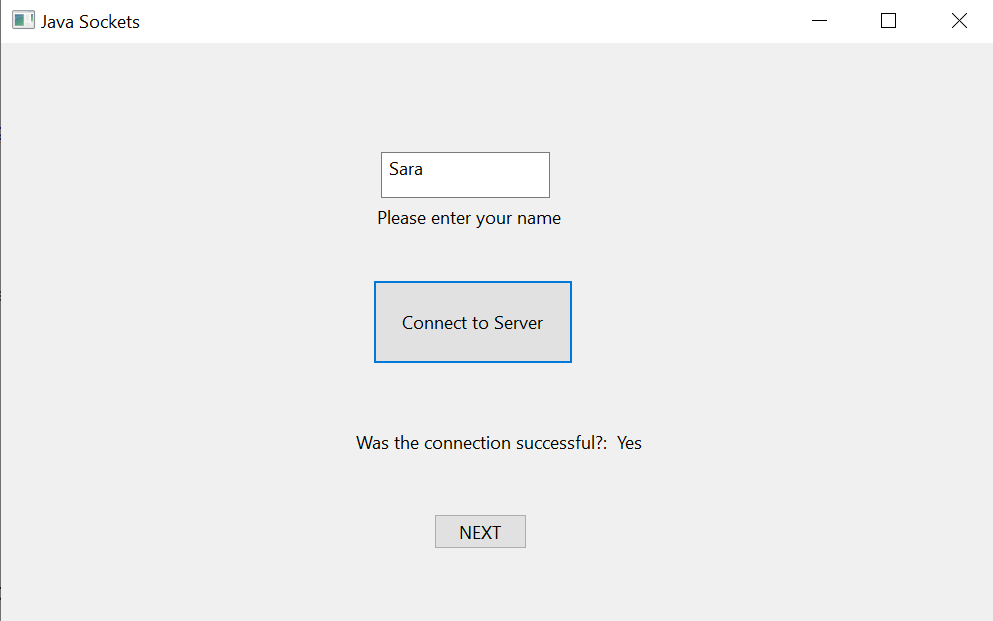 Java Sockets
Sara
Please enter your name
Connect to Server
Was the connection successful?: Yes
NEXT